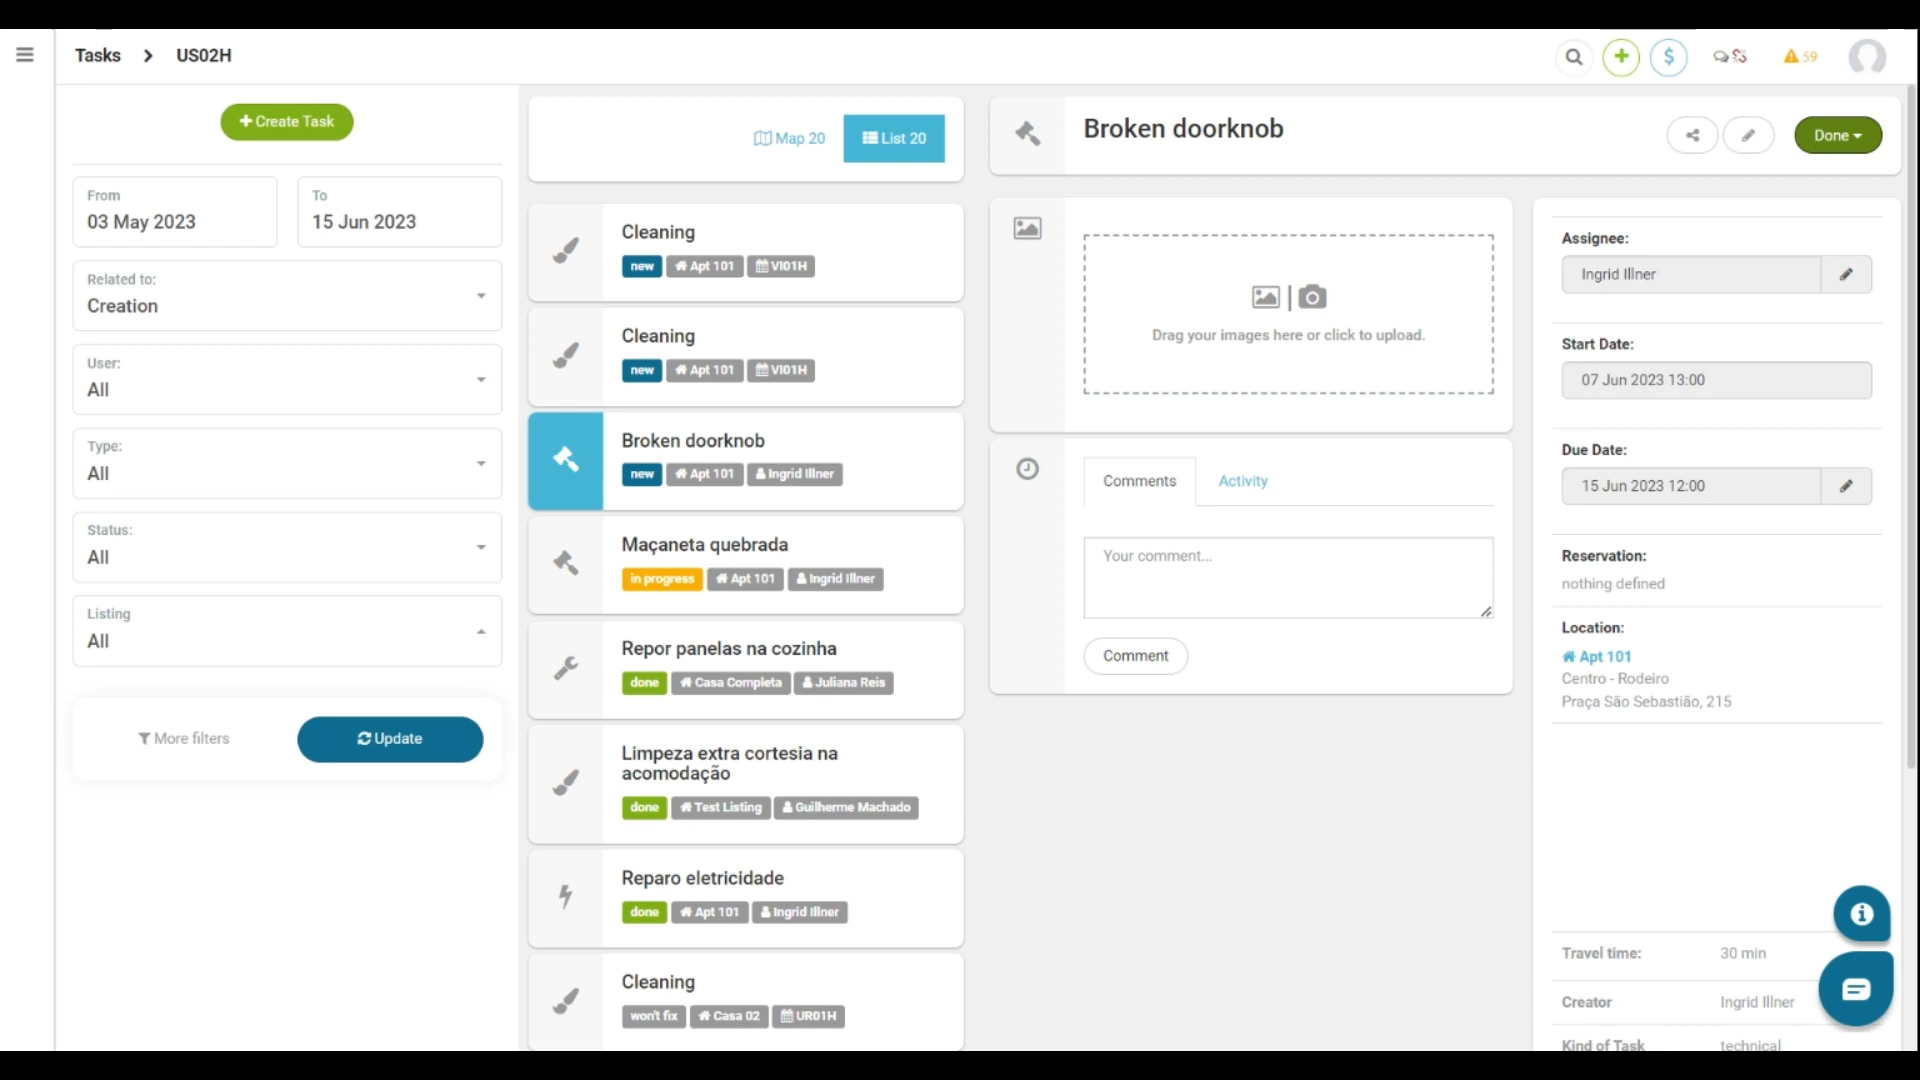 Tasks > US02H
$
59
+ Create Task
From
03 May 2023
To
15 Jun 2023
Related to:
Creation
User:
All
Type:
All
Status:
All
Listing
All
More filters
Update
Map 20
List 20
Cleaning
new Apt 101 VI01H
Cleaning
new Apt 101 VI01H
Broken doorknob
new Apt 101 Ingrid Illner
Maçaneta quebrada
in progress Apt 101 Ingrid Illner
Repor panelas na cozinha
done Casa Completa Juliana Reis
Limpeza extra cortesia na
acomodação
done Test Listing Guilherme Machado
Reparo eletricidade
done Apt 101 Ingrid Illner
Cleaning
won't fix Casa 02 UR01H
Broken doorknob
Done
Drag your images here or click to upload.
Comments
Activity
Your comment...
Comment
Assignee:
Ingrid Illner
Start Date:
07 Jun 2023 13:00
Due Date:
15 Jun 2023 12:00
Reservation:
nothing defined
Location:
Apt 101
Centro - Rodeiro
Praça São Sebastião, 215
Travel time: 30 min
Creator Ingrid Illner
Kind of Task technical